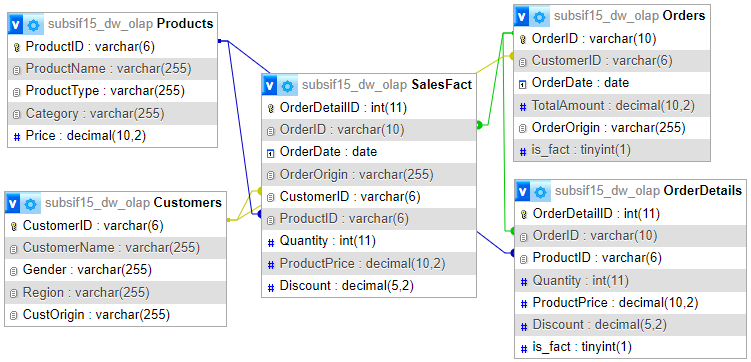 subsif15_dw_olap Products
ProductID : varchar(6)
ProductName : varchar(255)
ProductType : varchar(255)
Category : varchar(255)
Price : decimal(10,2)
subsif15_dw_olap Customers
CustomerID : varchar(6)
CustomerName : varchar(255)
Gender : varchar(255)
Region : varchar(255)
CustOrigin : varchar(255)
subsif15_dw_olap SalesFact
OrderDetailID : int(11)
OrderID : varchar(10)
OrderDate : date
OrderOrigin : varchar(255)
CustomerID : varchar(6)
ProductID : varchar(6)
Quantity : int(11)
ProductPrice : decimal(10,2)
Discount : decimal(5,2)
subsif15_dw_olap Orders
OrderID : varchar(10)
CustomerID : varchar(6)
OrderDate : date
TotalAmount : decimal(10,2)
OrderOrigin : varchar(255)
is_fact : tinyint(1)
subsif15_dw_olap OrderDetails
OrderDetailID : int(11)
OrderID : varchar(10)
ProductID : varchar(6)
Quantity : int(11)
ProductPrice : decimal(10,2)
Discount : decimal(5,2)
is_fact : tinyint(1)